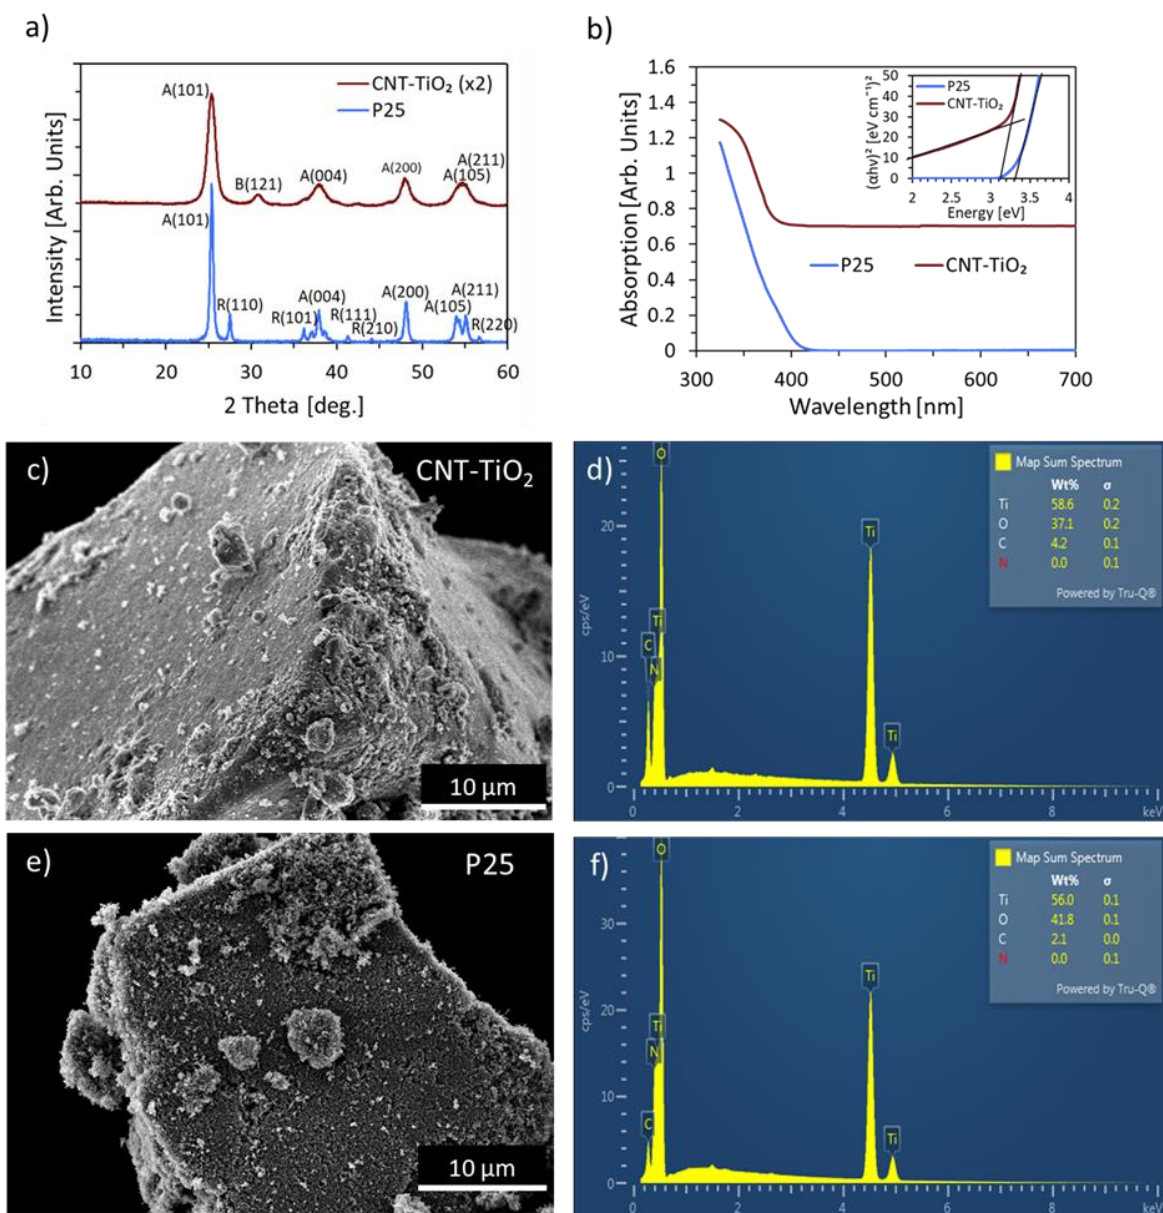 a)
CNT-TiO₂ (x2)
P25
A(101)
B(121)
A(004)
A(200)
A(211)
A(105)
A(101)
R(110)
R(101)
A(004)
R(111)
R(210)
A(200)
A(105)
A(211)
R(220)
Intensity [Arb. Units]
10 20 30 40 50 60
2 Theta [deg.]
b)
1.6
1.4
1.2
1.0
0.8
0.6
0.4
0.2
0
Absorption [Arb. Units]
300 400 500 600 700
Wavelength [nm]
P25
CNT-TiO₂
50
40
30
20
10
0
(αhv)² [eV cm⁻¹)²
P25
CNT-TiO₂
2 2.5 3 3.5 4
Energy [eV]
c)
CNT-TiO₂
10 µm
d)
O
Ti
C
N
Ti
Ti
20
10
0
cps/eV
0 2 4 6 8 keV
Map Sum Spectrum
Wt% σ
Ti 58.6 0.2
O 37.1 0.2
C 4.2 0.1
N 0.0 0.1
Powered by Tru-Q®
e)
P25
10 µm
f)
O
Ti
N
C
Ti
Ti
30
20
10
0
cps/eV
0 2 4 6 8 keV
Map Sum Spectrum
Wt% σ
Ti 56.0 0.1
O 41.8 0.1
C 2.1 0.0
N 0.0 0.1
Powered by Tru-Q®